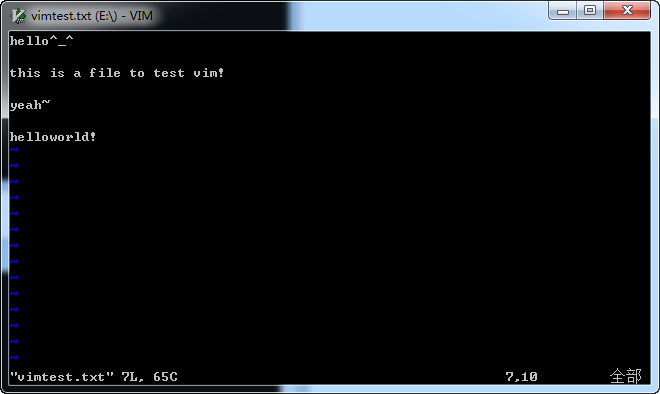 vimtest.txt (E:\) - VIM
hello^_^
this is a file to test vim!
yeah~
helloworld!
~
~
~
~
~
~
~
~
~
~
~
~
~
~
"vimtest.txt" 7L, 65C 7,10 全部